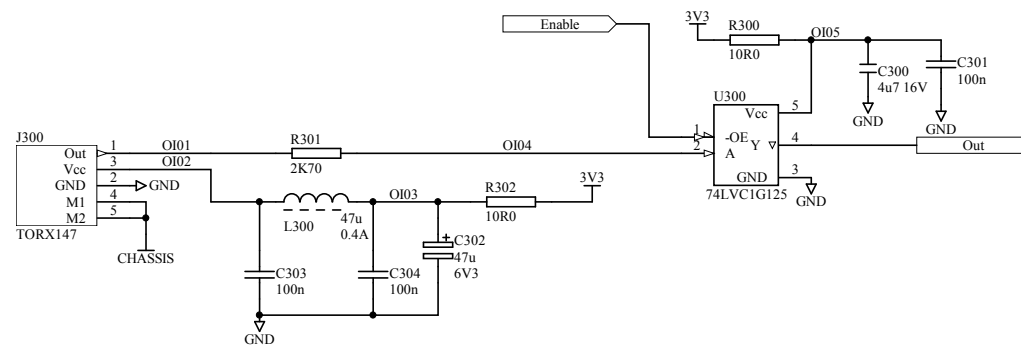 Enable
3V3
R300
10R0
OI05
C300
4u7 16V
GND
C301
100n
GND
U300
Vcc
5
1
-OE
Y
4
Out
2
A
GND
3
GND
74LVC1G125
J300
Out
1
OI01
R301
2K70
OI04
Vcc
3
OI02
GND
2
GND
M1
4
M2
5
TORX147
CHASSIS
L300
47u
0.4A
OI03
R302
10R0
3V3
C302
+
47u
6V3
C303
100n
C304
100n
GND